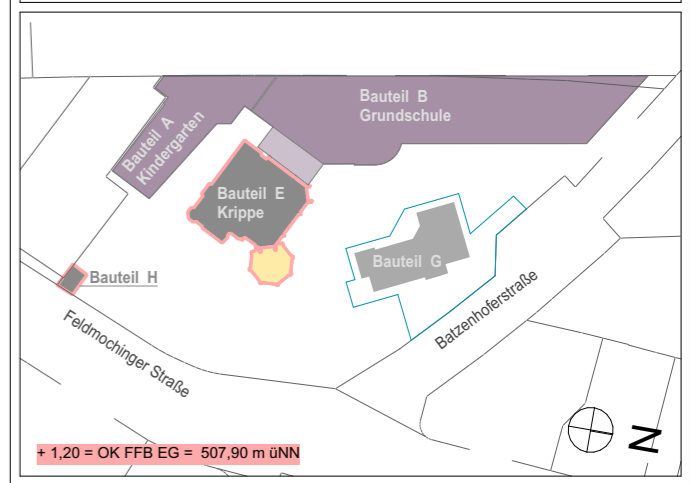 Bauteil B
Grundschule
Bauteil A
Kindergarten
Bauteil E
Krippe
Bauteil G
Bauteil H
Batzenhoferstraße
Feldmochinger Straße
N
+ 1,20 = OK FFB EG = 507,90 m üNN